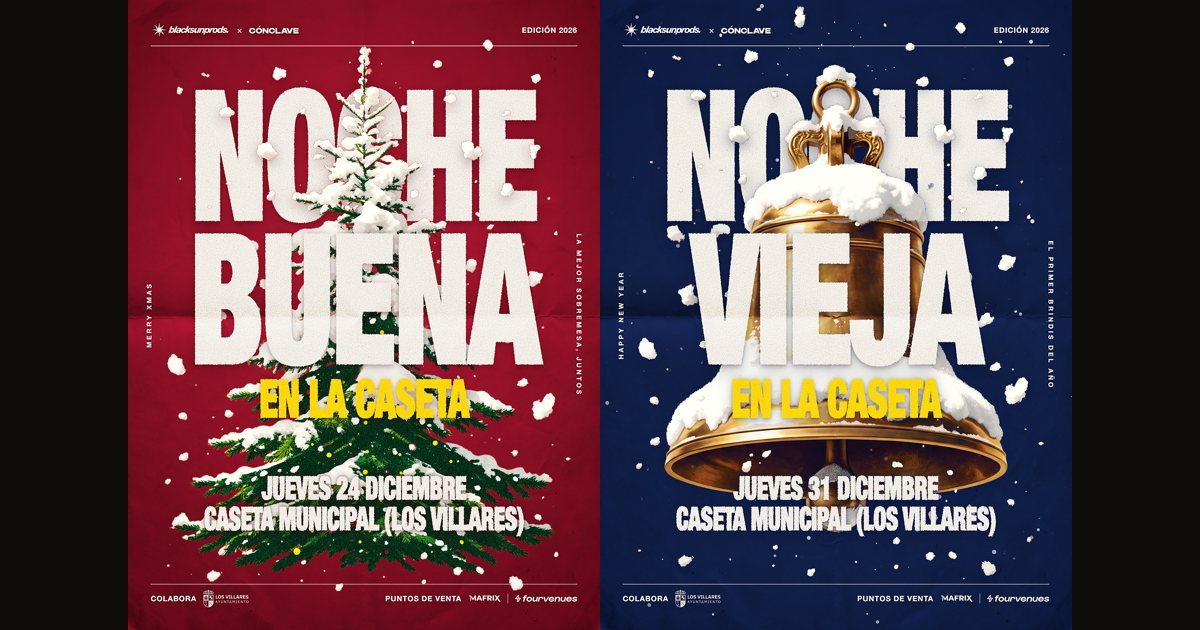 blacksunprods. × CÓNCLAVE
EDICIÓN 2026
NOCHE
BUENA
EN LA CASETA
JUEVES 24 DICIEMBRE
CASETA MUNICIPAL (LOS VILLARES)
MERRY XMAS
LA MEJOR SOBREMESA, JUNTOS
COLABORA
LOS VILLARES
AYUNTAMIENTO
PUNTOS DE VENTA MAFRIX | fourvenues
blacksunprods. × CÓNCLAVE
EDICIÓN 2026
NOCHE
VIEJA
EN LA CASETA
JUEVES 31 DICIEMBRE
CASETA MUNICIPAL (LOS VILLARES)
HAPPY NEW YEAR
EL PRIMER BRINDIS DEL AÑO
COLABORA
LOS VILLARES
AYUNTAMIENTO
PUNTOS DE VENTA MAFRIX | fourvenues